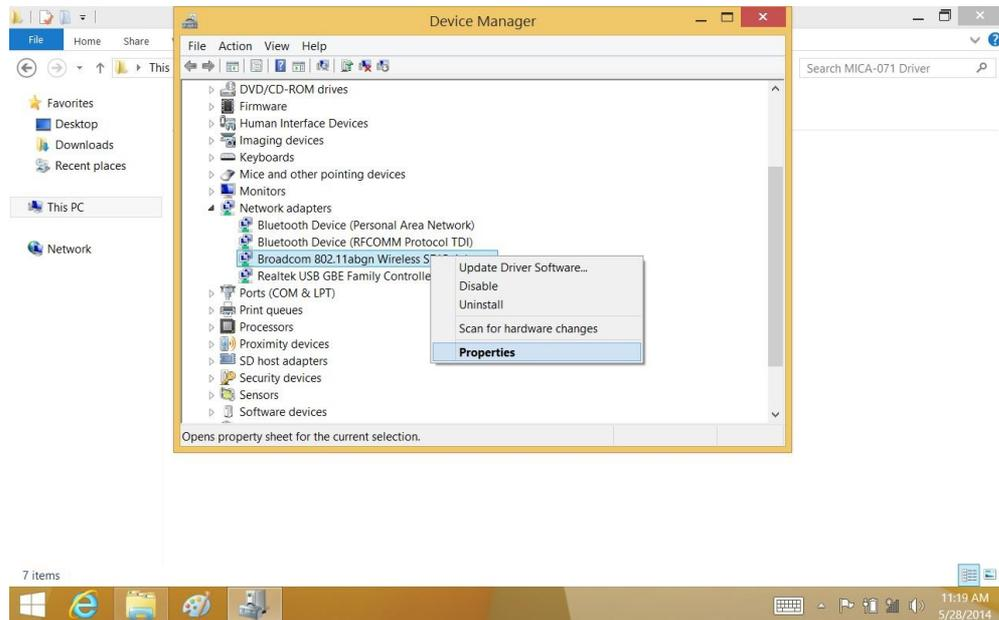 Device Manager
File
Home
Share
File Action View Help
This
Search MICA-071 Driver
Favorites
Desktop
Downloads
Recent places
This PC
Network
DVD/CD-ROM drives
Firmware
Human Interface Devices
Imaging devices
Keyboards
Mice and other pointing devices
Monitors
Network adapters
Bluetooth Device (Personal Area Network)
Bluetooth Device (RFCOMM Protocol TDI)
Broadcom 802.11abgn Wireless
Realtek USB GBE Family Controlle
Ports (COM & LPT)
Print queues
Processors
Proximity devices
SD host adapters
Security devices
Sensors
Software devices
Update Driver Software...
Disable
Uninstall
Scan for hardware changes
Properties
Opens property sheet for the current selection.
7 items
11:19 AM
5/28/2014